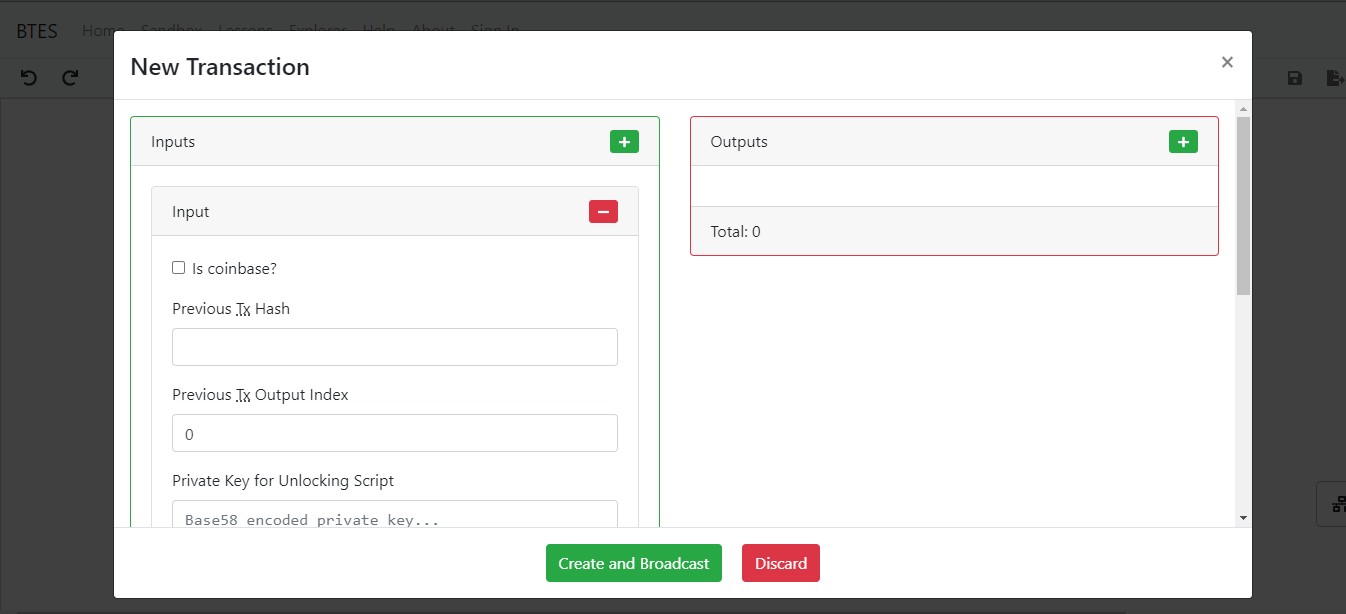 BTES Home Sandbox Lessons Explorer Help About Sign In
New Transaction
×
Inputs
Input
Is coinbase?
Previous Tx Hash
Previous Tx Output Index
0
Private Key for Unlocking Script
Base58 encoded private key...
Outputs
Total: 0
Create and Broadcast
Discard